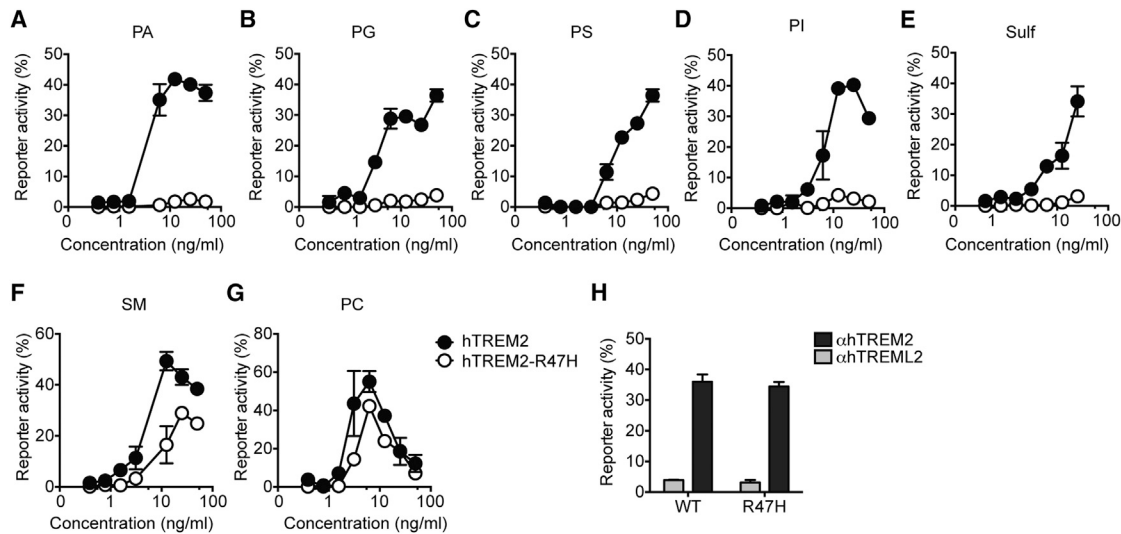 A
PA
Reporter activity (%)
50
40
30
20
10
0
0 1 10 100
Concentration (ng/ml)
B
PG
Reporter activity (%)
50
40
30
20
10
0
0 1 10 100
Concentration (ng/ml)
C
PS
Reporter activity (%)
50
40
30
20
10
0
0 1 10 100
Concentration (ng/ml)
D
PI
Reporter activity (%)
50
40
30
20
10
0
0 1 10 100
Concentration (ng/ml)
E
Sulf
Reporter activity (%)
50
40
30
20
10
0
0 1 10 100
Concentration (ng/ml)
F
SM
Reporter activity (%)
60
40
20
0
0 1 10 100
Concentration (ng/ml)
G
PC
Reporter activity (%)
80
60
40
20
0
0 1 10 100
Concentration (ng/ml)
hTREM2
hTREM2-R47H
H
Reporter activity (%)
50
40
30
20
10
0
WT R47H
αhTREM2
αhTREML2